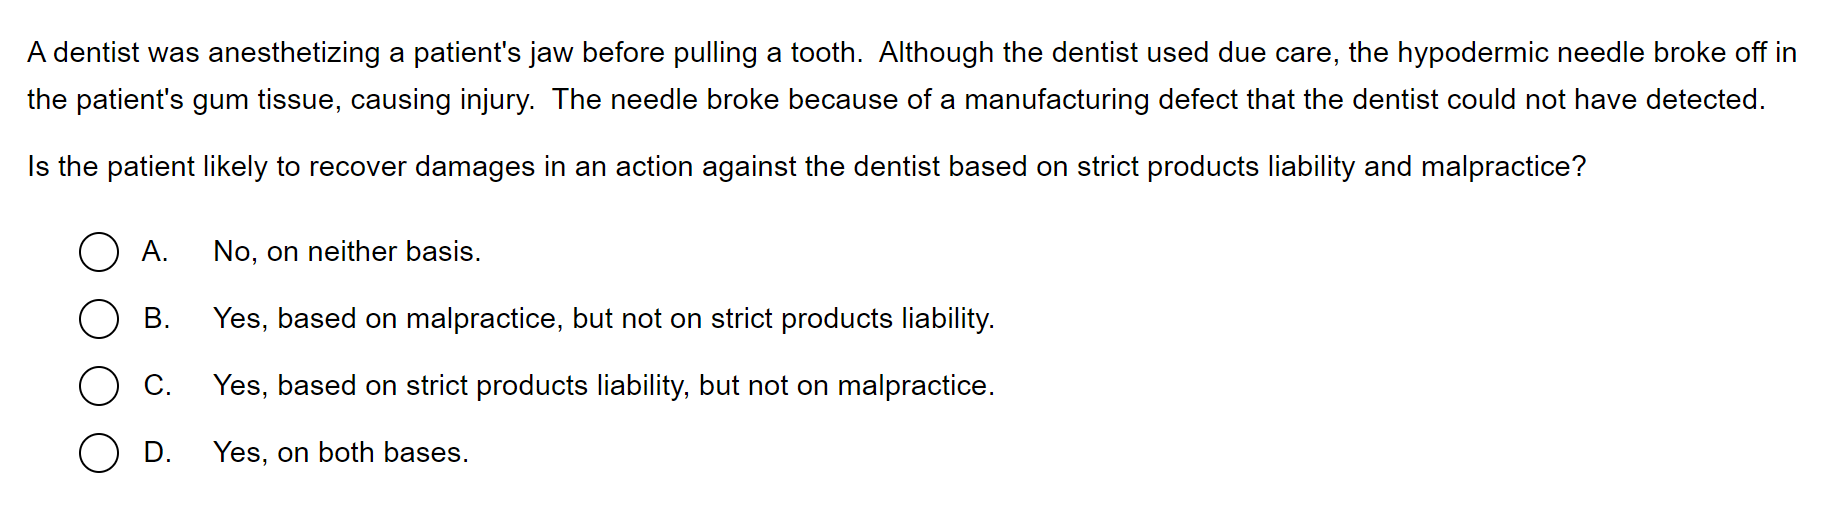 A dentist was anesthetizing a patient's jaw before pulling a tooth.  Although the dentist used due care, the hypodermic needle broke off in
the patient's gum tissue, causing injury.  The needle broke because of a manufacturing defect that the dentist could not have detected.
Is the patient likely to recover damages in an action against the dentist based on strict products liability and malpractice?
A. No, on neither basis.
B. Yes, based on malpractice, but not on strict products liability.
C. Yes, based on strict products liability, but not on malpractice.
D. Yes, on both bases.